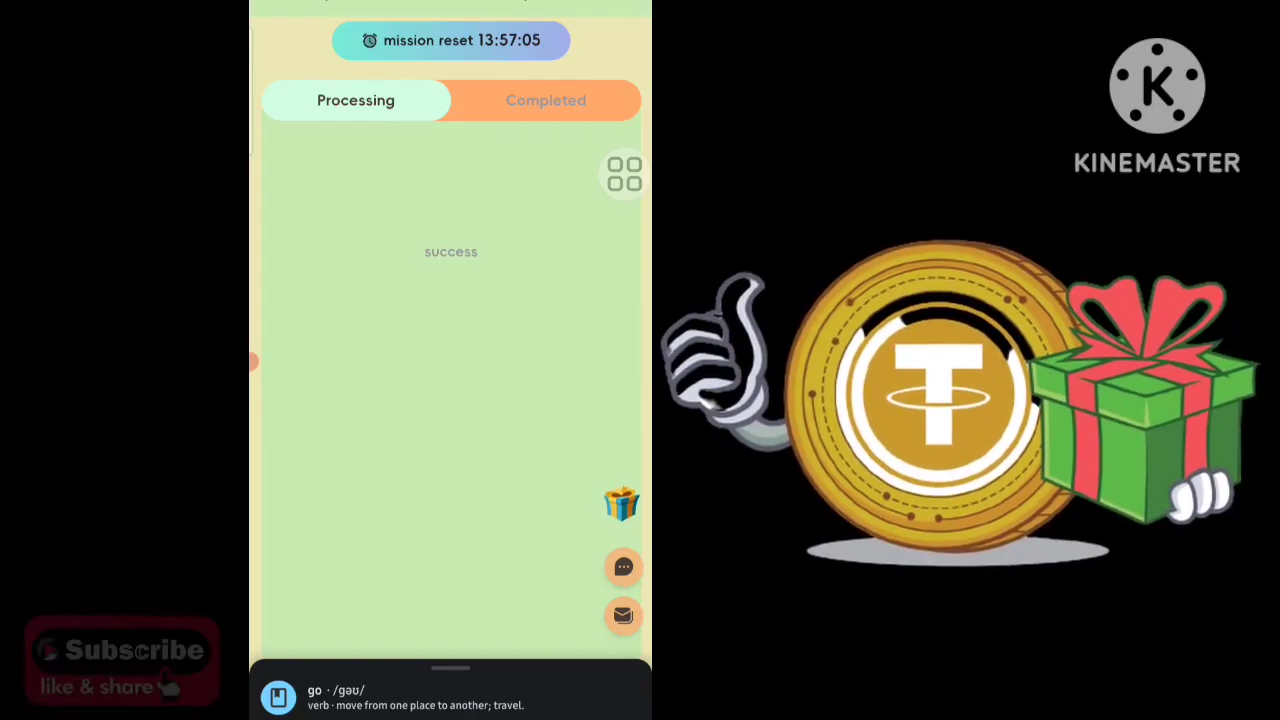 mission reset 13:57:05
Processing
Completed
success
go · /ɡəʊ/
verb · move from one place to another; travel.
K
KINEMASTER
T
Subscribe
like & share